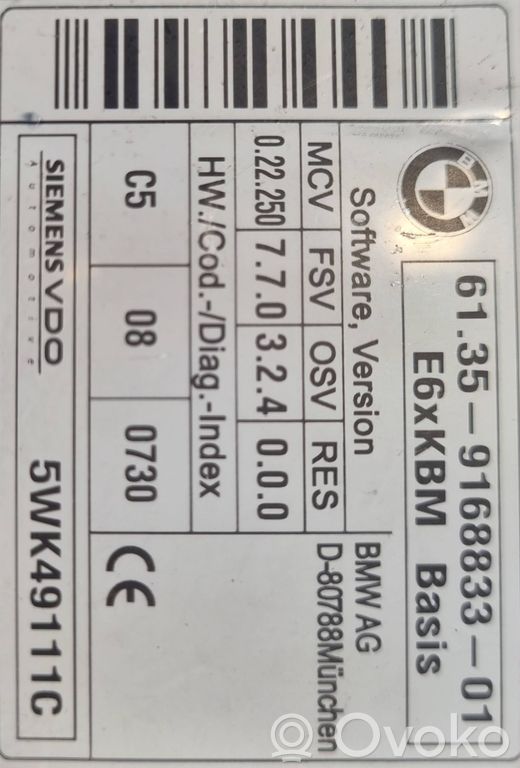 BMW
61.35-9168833-01
E6xKBM Basis
Software, Version
BMW AG
D-80788München
MCV FSV OSV RES
0.22.250 7.7.0 3.2.4 0.0.0
HW./Cod.-/Diag.-Index
C5 08 0730
CE
SIEMENS VDO
Automotive
5WK49111C
Ovoko